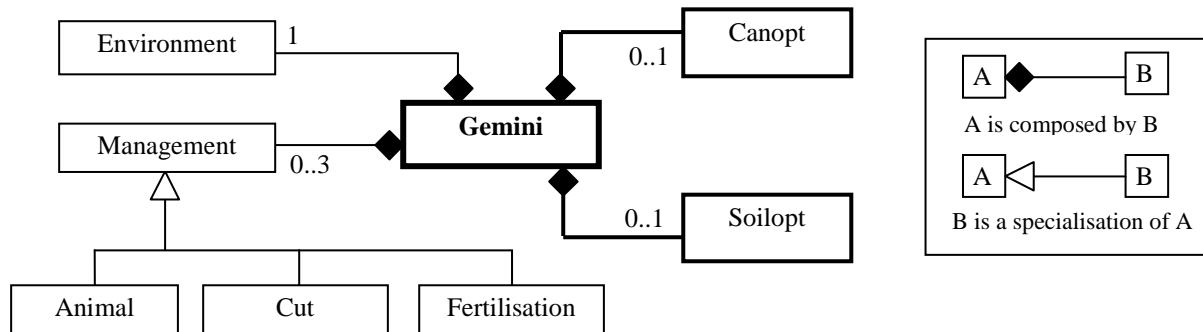 Environment
1
Canopt
0..1
Gemini
Management
0..3
Soilopt
0..1
Animal
Cut
Fertilisation
A
B
A is composed by B
A
B
B is a specialisation of A